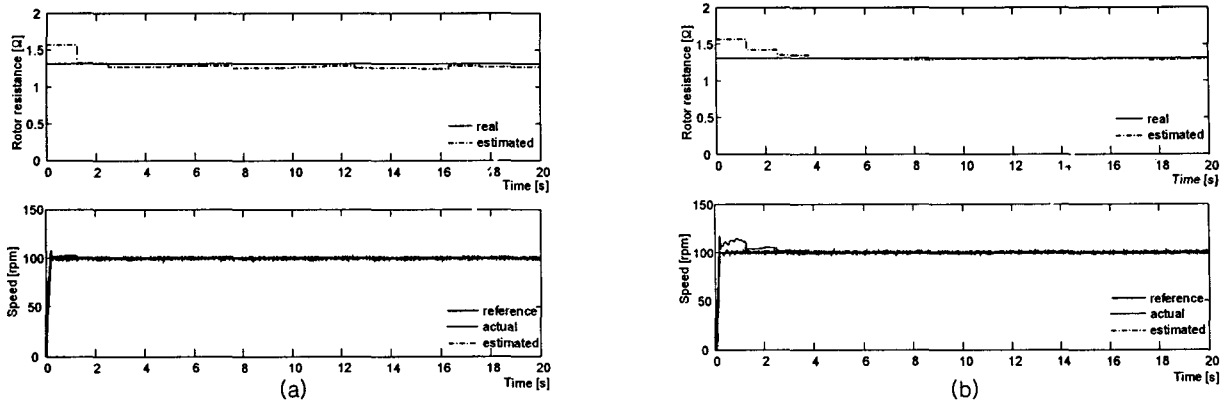 2
1.5
1
0.5
0
Rotor resistance [Ω]
real
estimated
0 2 4 6 8 10 12 14 16 18 20
Time [s]
150
100
50
0
Speed [rpm]
reference
actual
estimated
0 2 4 6 8 10 12 14 16 18 20
Time [s]
(a)
2
1.5
1
0.5
0
Rotor resistance [Ω]
real
estimated
0 2 4 6 8 10 12 14 16 18 20
Time [s]
150
100
50
0
Speed [rpm]
reference
actual
estimated
0 2 4 6 8 10 12 14 16 18 20
Time [s]
(b)